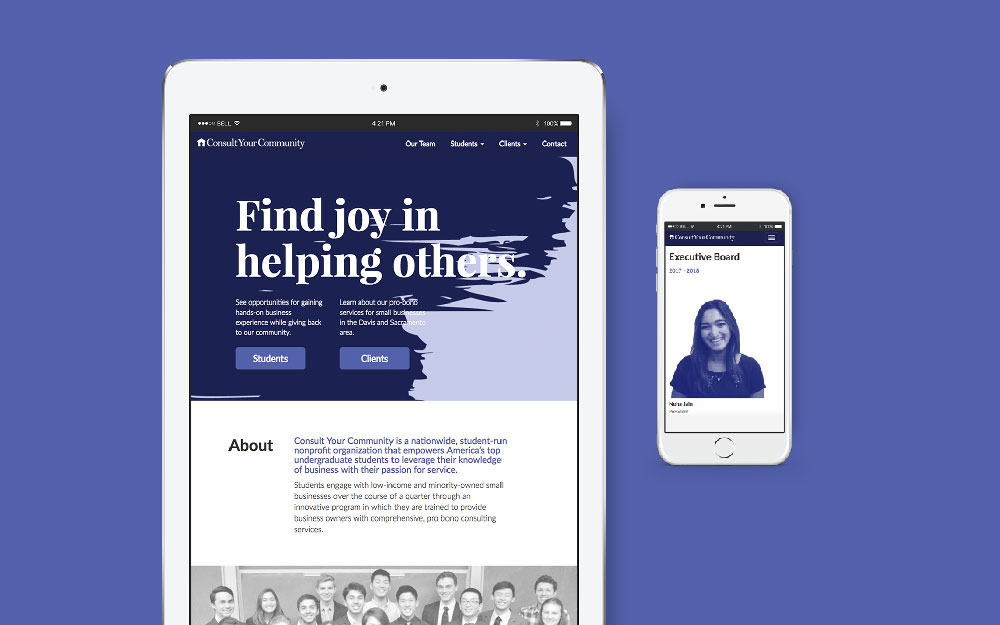 BELL
4:21 PM
100%
Consult Your Community
Our Team
Students
Clients
Contact
Find joy in
helping others.
See opportunities for gaining
hands-on business
experience while giving back
to our community.
Learn about our pro-bono
services for small businesses
in the Davis and Sacramento
area.
Students
Clients
About
Consult Your Community is a nationwide, student-run
nonprofit organization that empowers America's top
undergraduate students to leverage their knowledge
of business with their passion for service.
Students engage with low-income and minority-owned small
businesses over the course of a quarter through an
innovative program in which they are trained to provide
business owners with comprehensive, pro bono consulting
services.
BELL
4:21 PM
100%
Consult Your Community
Executive Board
2017 - 2018
President